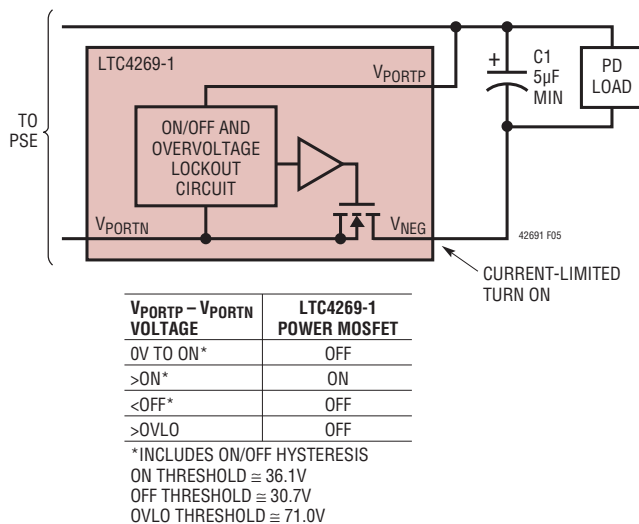 LTC4269-1
VPORTP
C1
5µF
MIN
PD
LOAD
TO
PSE
ON/OFF AND
OVERVOLTAGE
LOCKOUT
CIRCUIT
VPORTN
VNEG
42691 F05
CURRENT-LIMITED
TURN ON
VPORTP – VPORTN
VOLTAGE
LTC4269-1
POWER MOSFET
0V TO ON* OFF
>ON* ON
<OFF* OFF
>OVLO OFF
*INCLUDES ON/OFF HYSTERESIS
ON THRESHOLD ≅ 36.1V
OFF THRESHOLD ≅ 30.7V
OVLO THRESHOLD ≅ 71.0V